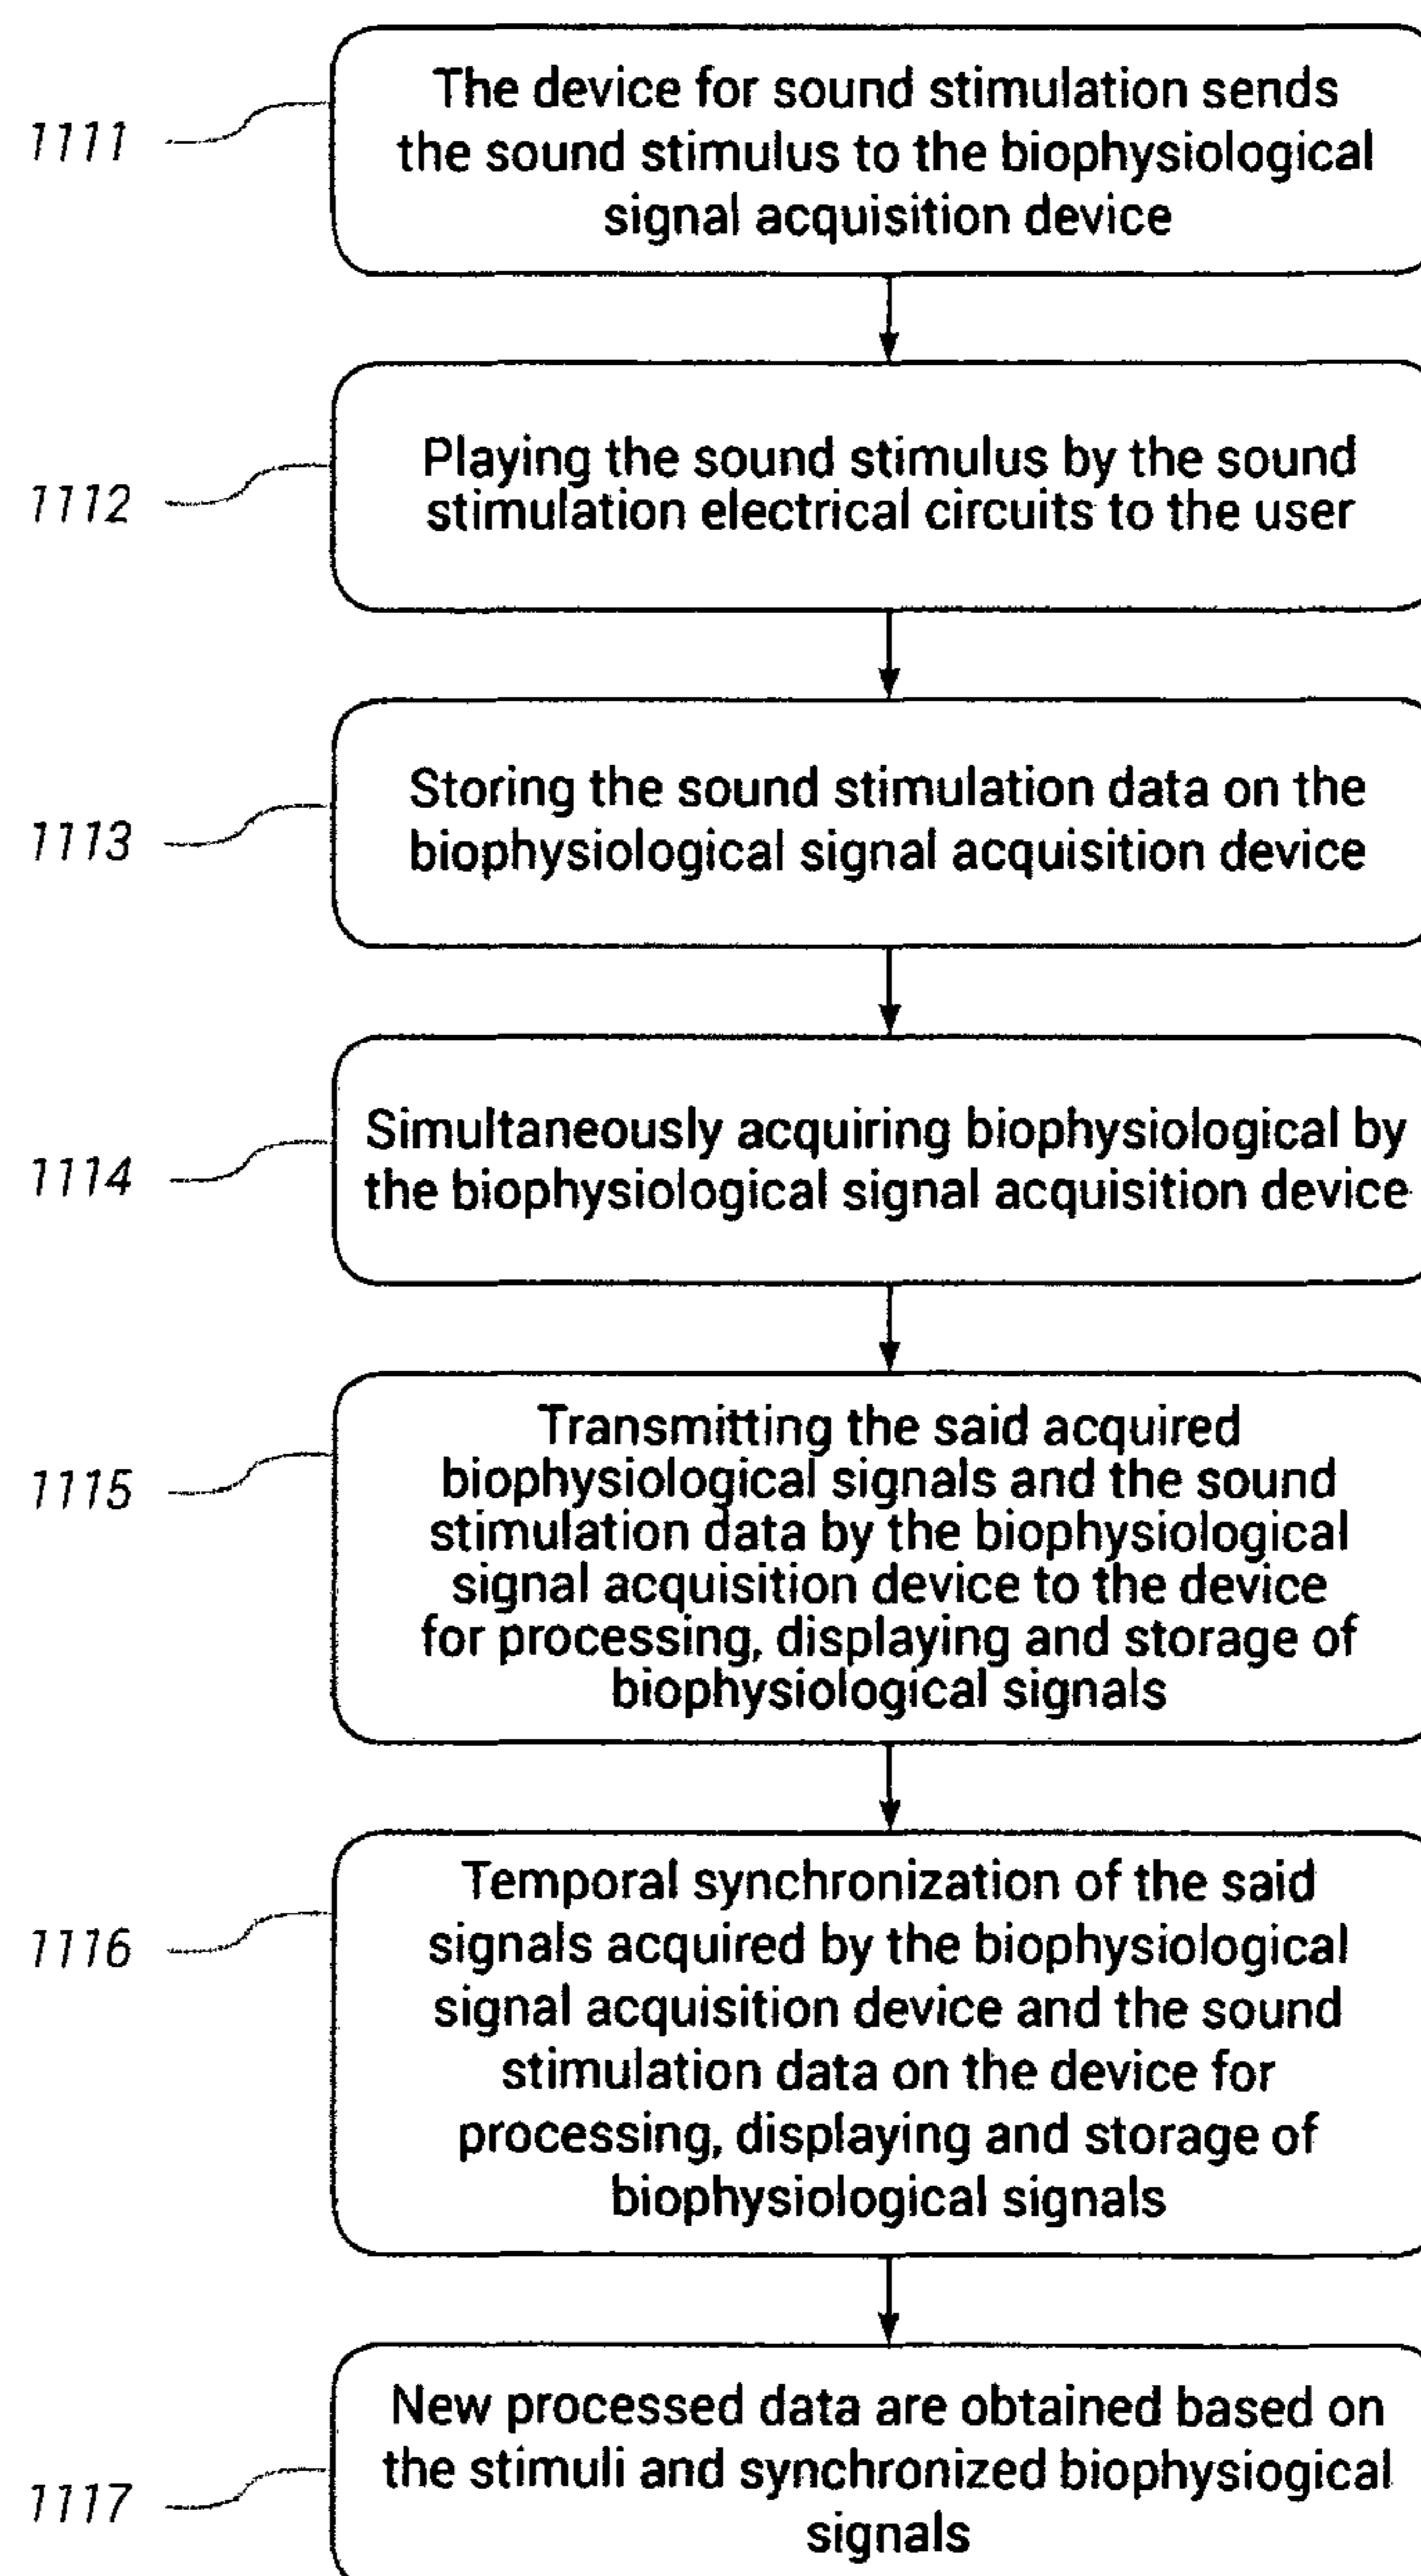 1111
The device for sound stimulation sends
the sound stimulus to the biophysiological
signal acquisition device
1112
Playing the sound stimulus by the sound
stimulation electrical circuits to the user
1113
Storing the sound stimulation data on the
biophysiological signal acquisition device
1114
Simultaneously acquiring biophysiological by
the biophysiological signal acquisition device
1115
Transmitting the said acquired
biophysiological signals and the sound
stimulation data by the biophysiological
signal acquisition device to the device
for processing, displaying and storage of
biophysiological signals
1116
Temporal synchronization of the said
signals acquired by the biophysiological
signal acquisition device and the sound
stimulation data on the device for
processing, displaying and storage of
biophysiological signals
1117
New processed data are obtained based on
the stimuli and synchronized biophysiogical
signals